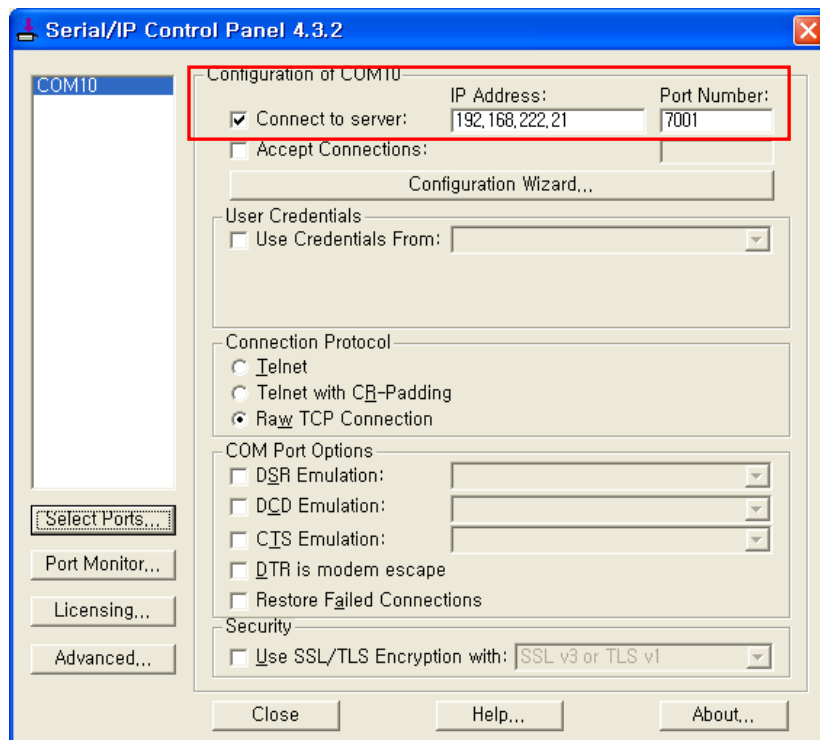 Serial/IP Control Panel 4.3.2
COM10
Configuration of COM10
IP Address:
Port Number:
Connect to server:
192,168,222,21
7001
Accept Connections:
Configuration Wizard,,,
User Credentials
Use Credentials From:
Connection Protocol
Telnet
Telnet with CR-Padding
Raw TCP Connection
COM Port Options
DSR Emulation:
DCD Emulation:
CTS Emulation:
DTR is modem escape
Restore Failed Connections
Security
Use SSL/TLS Encryption with:
SSL v3 or TLS v1
Select Ports,,,
Port Monitor,,,
Licensing,,,
Advanced,,,
Close
Help,,,
About,,,